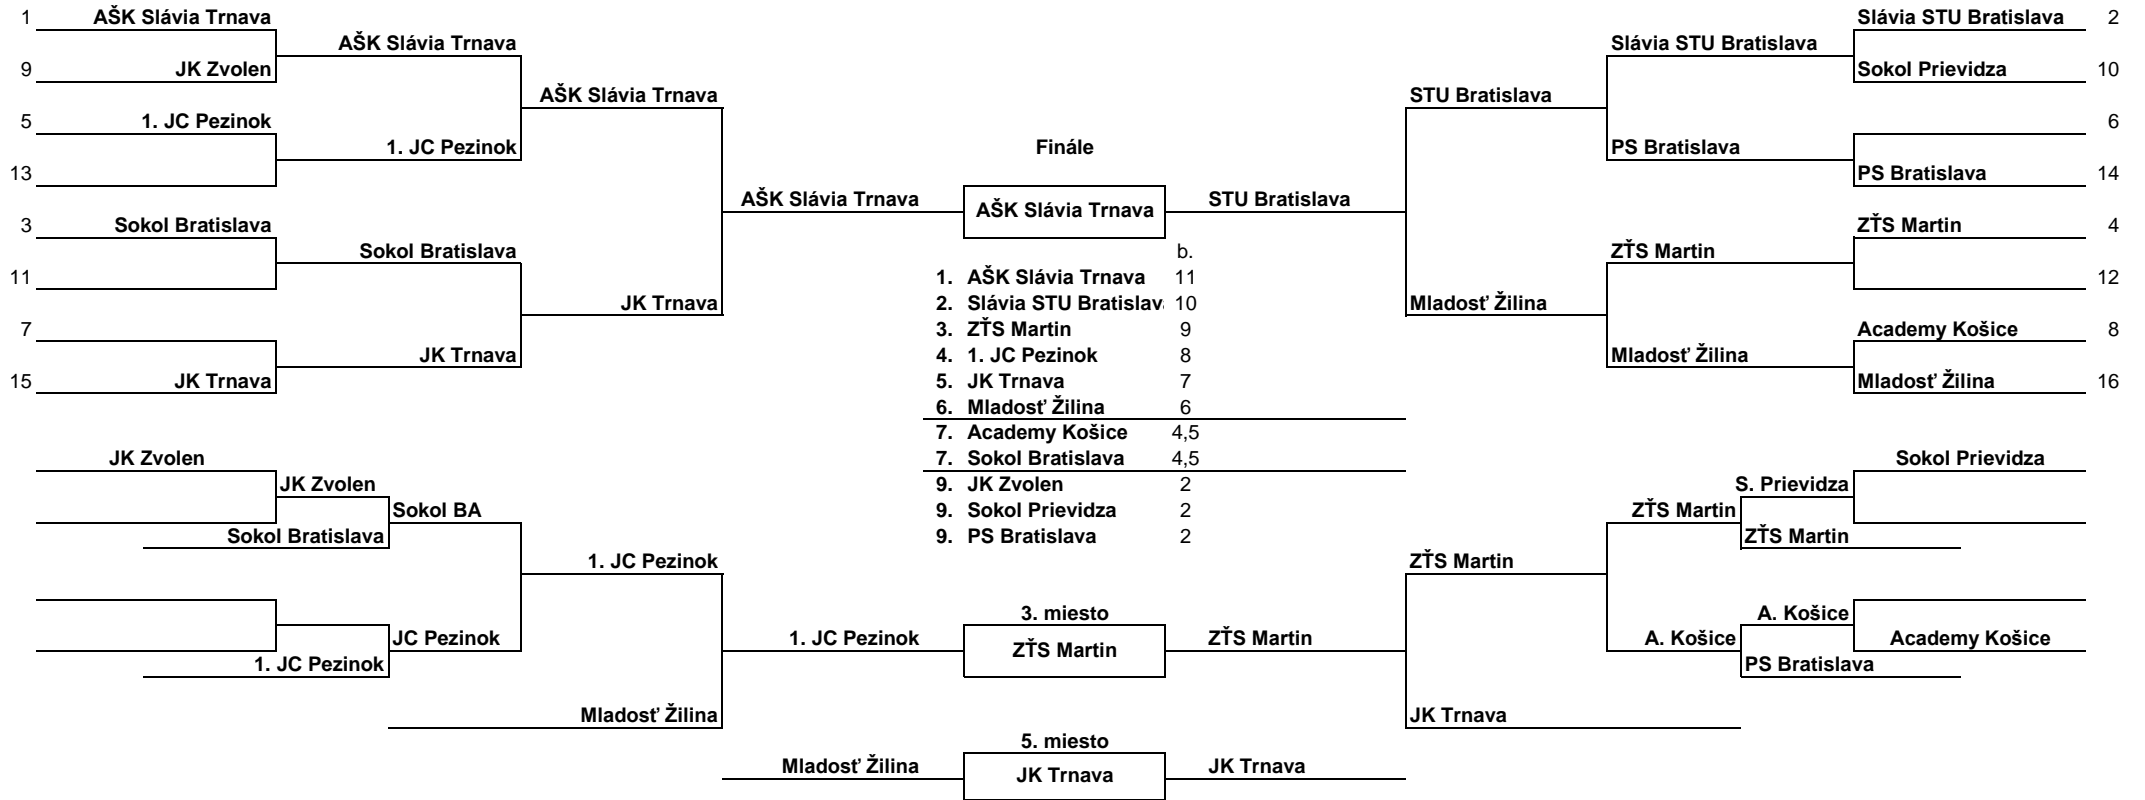 1 AŠK Slávia Trnava Slávia STU Bratislava 2
AŠK Slávia Trnava Slávia STU Bratislava
9 JK Zvolen Sokol Prievidza 10
AŠK Slávia Trnava STU Bratislava
5 1. JC Pezinok 6
1. JC Pezinok Finále PS Bratislava
13 PS Bratislava 14
AŠK Slávia Trnava AŠK Slávia Trnava STU Bratislava
3 Sokol Bratislava ZŤS Martin 4
Sokol Bratislava b. ZŤS Martin
11 1. AŠK Slávia Trnava 11 12
JK Trnava 2. Slávia STU Bratislava 10 Mladosť Žilina
7 3. ZŤS Martin 9 Academy Košice 8
JK Trnava 4. 1. JC Pezinok 8 Mladosť Žilina
15 JK Trnava 5. JK Trnava 7 Mladosť Žilina 16
6. Mladosť Žilina 6
7. Academy Košice 4,5
JK Zvolen 7. Sokol Bratislava 4,5 Sokol Prievidza
JK Zvolen 9. JK Zvolen 2 S. Prievidza
Sokol BA 9. Sokol Prievidza 2 ZŤS Martin
Sokol Bratislava 9. PS Bratislava 2 ZŤS Martin
1. JC Pezinok ZŤS Martin
3. miesto A. Košice
JC Pezinok 1. JC Pezinok ZŤS Martin ZŤS Martin A. Košice Academy Košice
1. JC Pezinok PS Bratislava
Mladosť Žilina JK Trnava
5. miesto
Mladosť Žilina JK Trnava JK Trnava